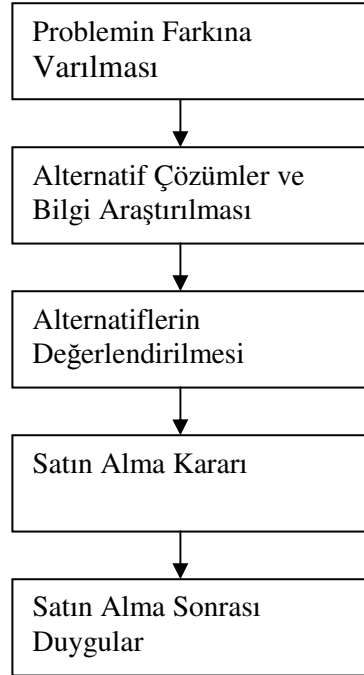 Problemin Farkına
Varılması
Alternatif Çözümler ve
Bilgi Araştırılması
Alternatiflerin
Değerlendirilmesi
Satın Alma Kararı
Satın Alma Sonrası
Duygular